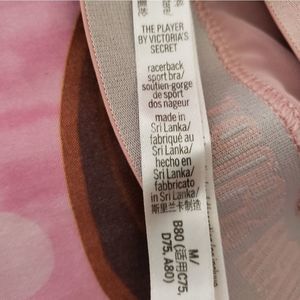 THE PLAYER
BY VICTORIA'S
SECRET
racerback
sport bra/
soutien-gorge
de sport
dos nageur
made in
Sri Lanka/
fabriqué au
Sri Lanka/
hecho en
Sri Lanka/
fabbricato
in Sri Lanka/
斯里兰卡制造
M/
B80 (适用C75,
D75, A80)